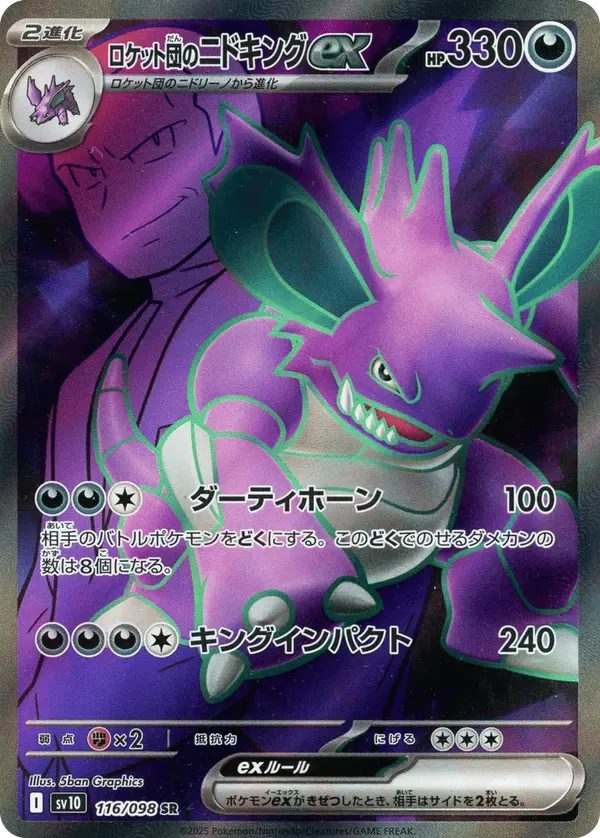 2進化
ロケット団のニドキングex HP330
ロケット団のニドリーノから進化
ダーティホーン 100
相手のバトルポケモンをどくにする。このどくでのせるダメカンの
数は8個になる。
キングインパクト 240
弱点 ×2 抵抗力 にげる
exルール
ポケモンexがきぜつしたとき、相手はサイドを2枚とる。
Illus. 5ban Graphics
I sv10 116/098 SR
©2025 Pokémon/Nintendo/Creatures/GAME FREAK.